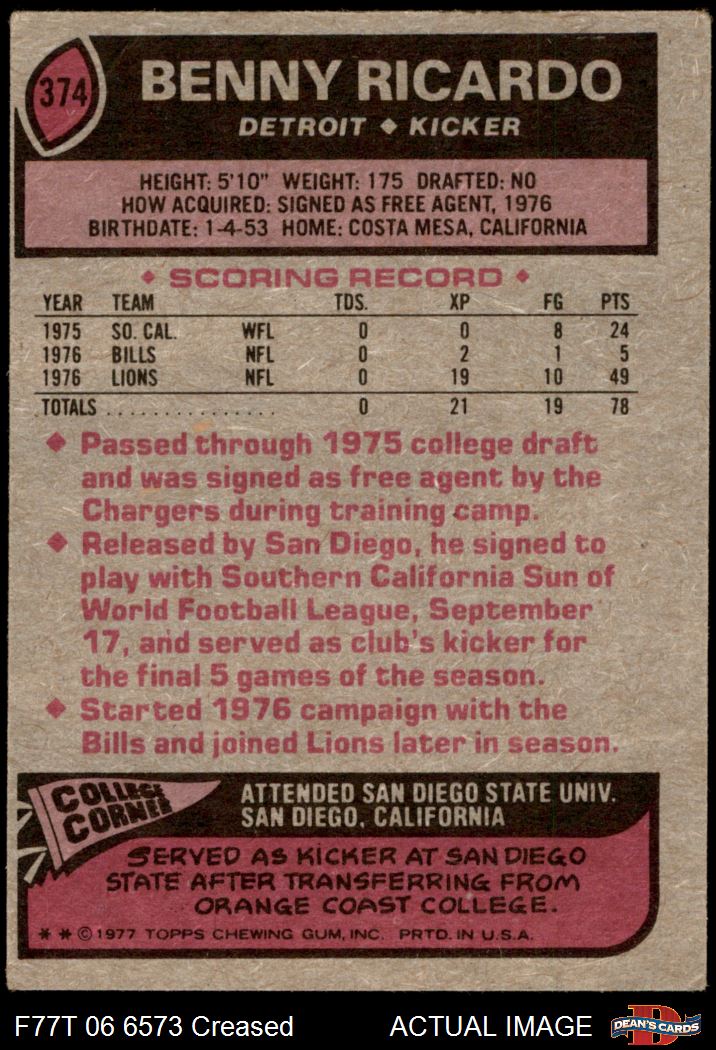 374
BENNY RICARDO
DETROIT ◆ KICKER
HEIGHT: 5'10" WEIGHT: 175 DRAFTED: NO
HOW ACQUIRED: SIGNED AS FREE AGENT, 1976
BIRTHDATE: 1-4-53 HOME: COSTA MESA, CALIFORNIA
◆ SCORING RECORD ◆
YEAR TEAM TDS. XP FG PTS
1975 SO. CAL. WFL 0 0 8 24
1976 BILLS NFL 0 2 1 5
1976 LIONS NFL 0 19 10 49
TOTALS ................ 0 21 19 78
◆ Passed through 1975 college draft
and was signed as free agent by the
Chargers during training camp.
◆ Released by San Diego, he signed to
play with Southern California Sun of
World Football League, September
17, and served as club's kicker for
the final 5 games of the season.
◆ Started 1976 campaign with the
Bills and joined Lions later in season.
COLLEGE
CORNER
ATTENDED SAN DIEGO STATE UNIV.
SAN DIEGO, CALIFORNIA
SERVED AS KICKER AT SAN DIEGO
STATE AFTER TRANSFERRING FROM
ORANGE COAST COLLEGE.
* * © 1977 TOPPS CHEWING GUM, INC. PRTD. IN U.S.A.
F77T 06 6573 Creased ACTUAL IMAGE
D
DEAN'S CARDS